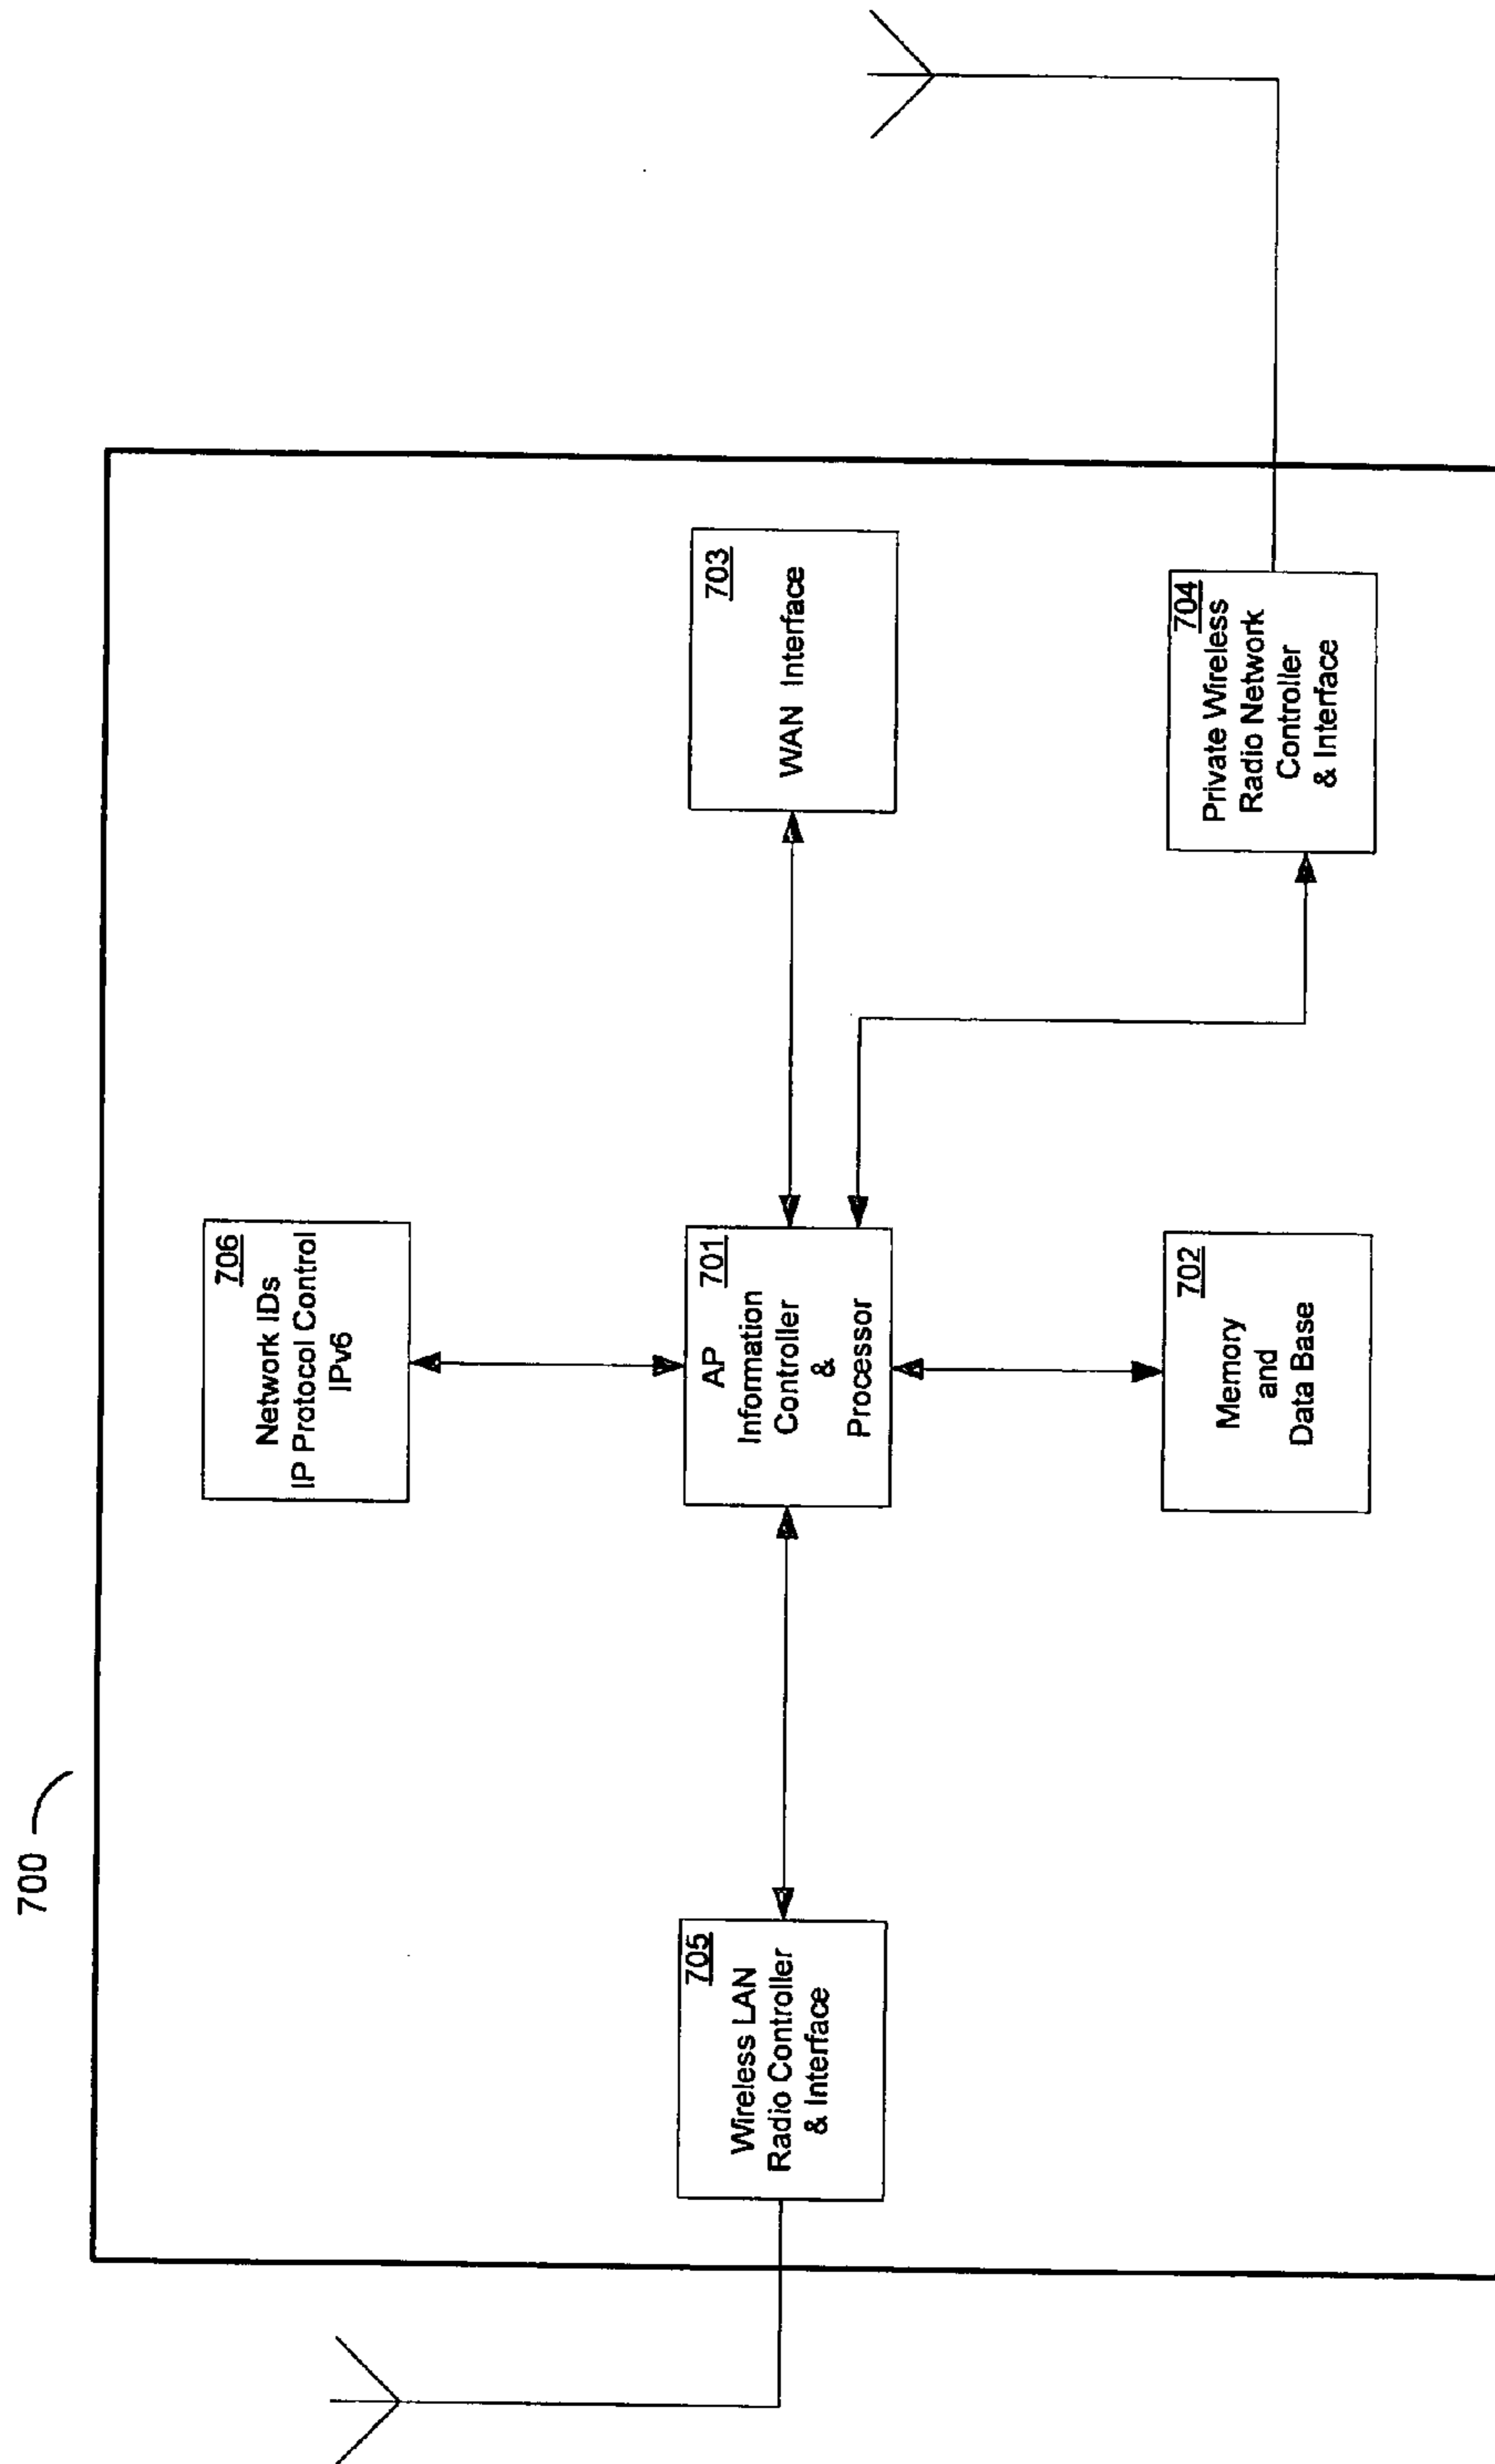 700
706
Network IDs
IP Protocol Control
IPv6
705
Wireless LAN
Radio Controller
& Interface
701
AP
Information
Controller
&
Processor
703
WAN Interface
702
Memory
and
Data Base
704
Private Wireless
Radio Network
Controller
& Interface